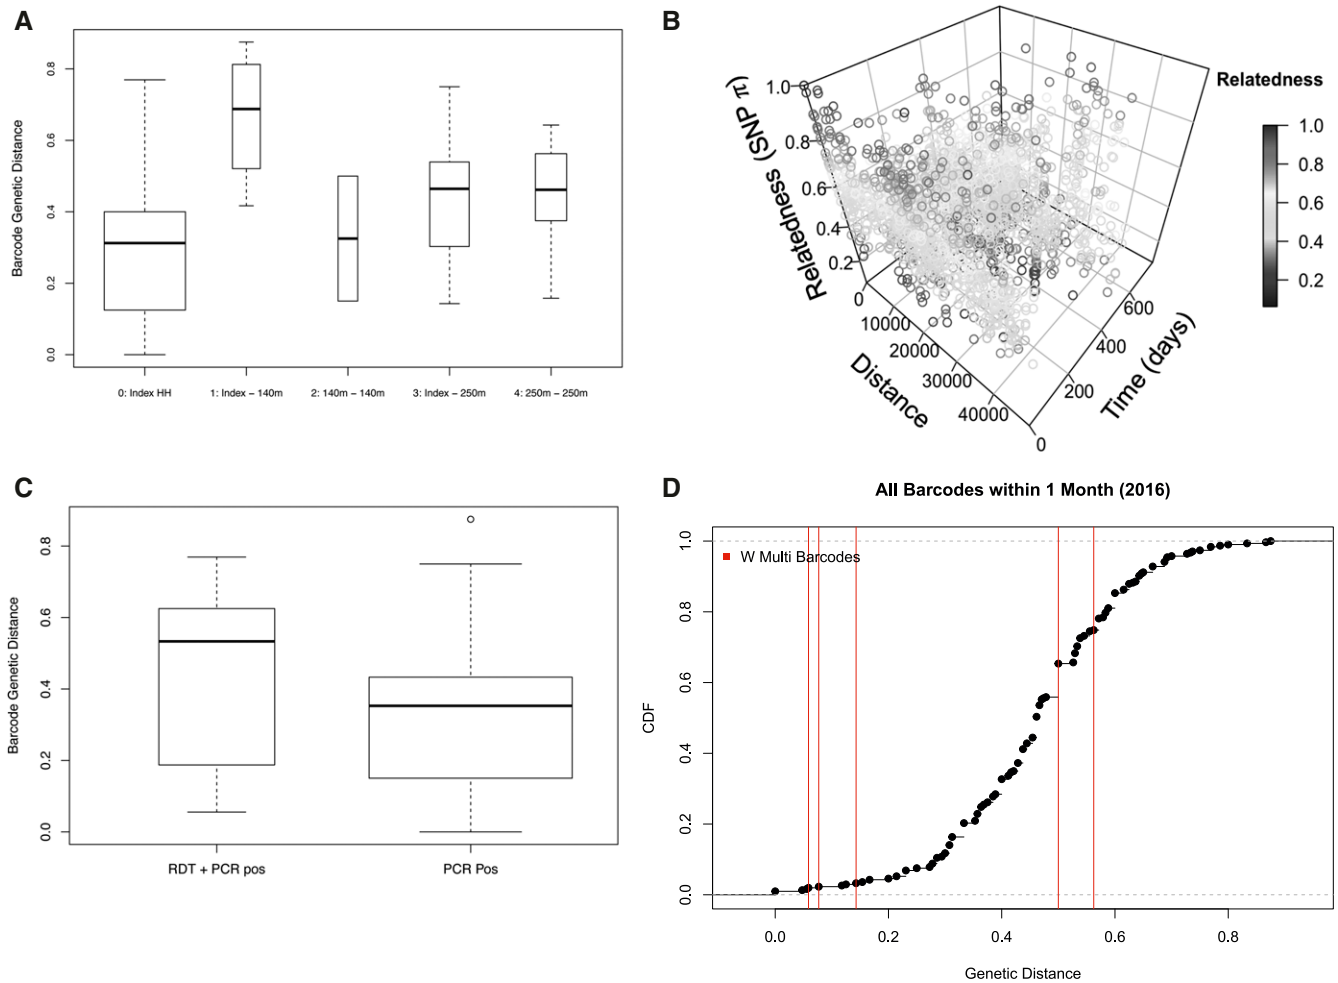 A
Barcode Genetic Distance
0.8
0.6
0.4
0.2
0.0
0: Index HH
1: Index – 140m
2: 140m – 140m
3: Index – 250m
4: 250m – 250m
B
Relatedness (SNP π)
1.0
0.8
0.6
0.4
0.2
0
10000
20000
30000
40000
Distance
0
200
400
600
Time (days)
Relatedness
1.0
0.8
0.6
0.4
0.2
C
Barcode Genetic Distance
0.8
0.6
0.4
0.2
0.0
RDT + PCR pos
PCR Pos
D
All Barcodes within 1 Month (2016)
W Multi Barcodes
CDF
1.0
0.8
0.6
0.4
0.2
0.0
0.0
0.2
0.4
0.6
0.8
Genetic Distance